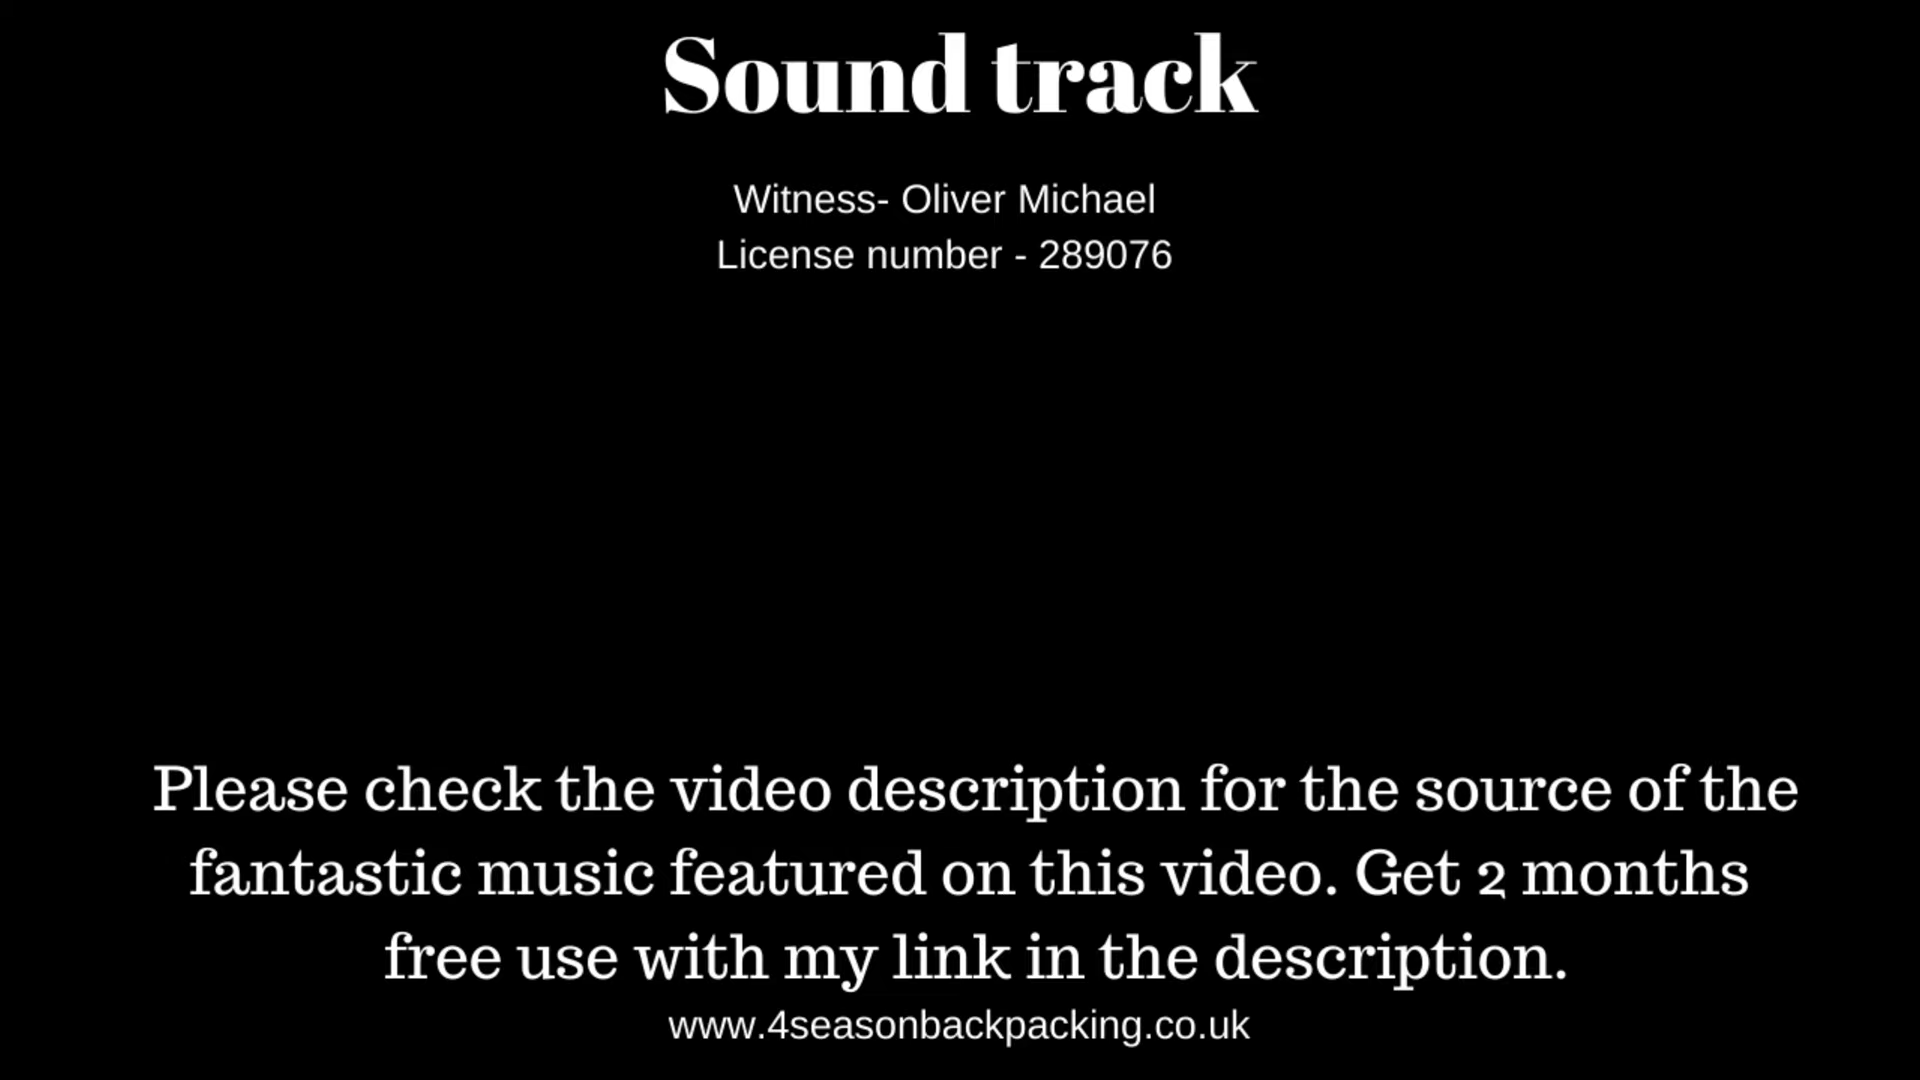 Sound track
Witness- Oliver Michael
License number - 289076
Please check the video description for the source of the
fantastic music featured on this video. Get 2 months
free use with my link in the description.
www.4seasonbackpacking.co.uk